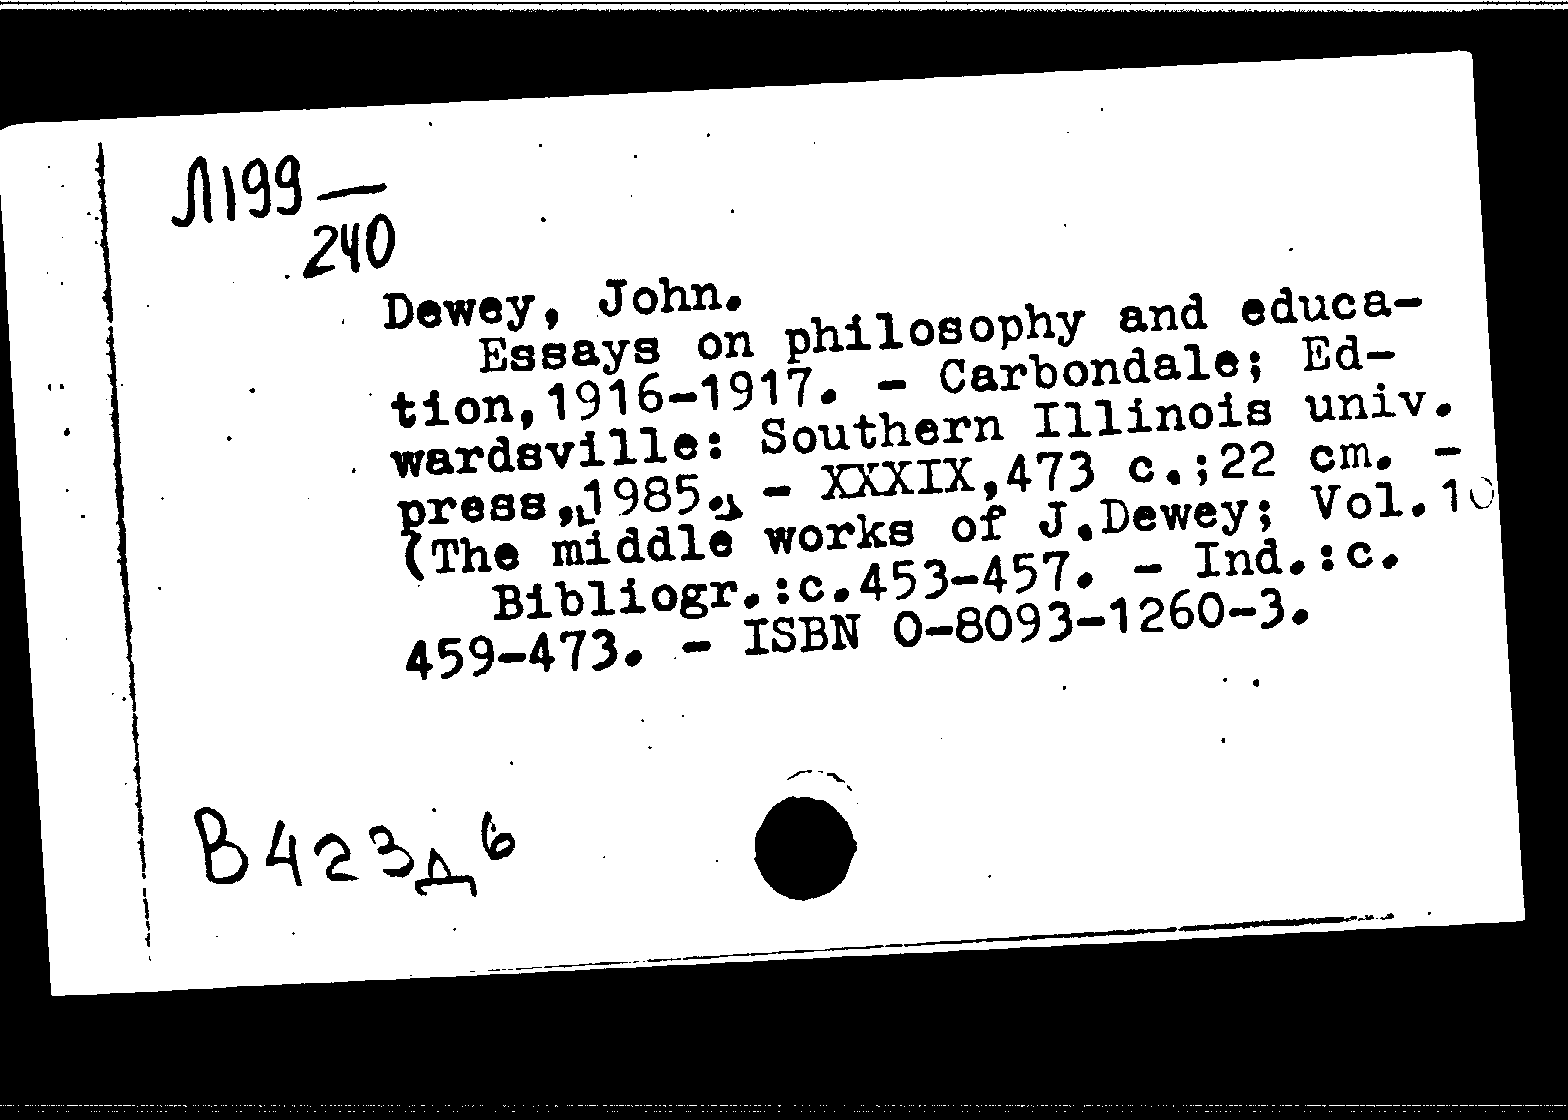 Л199—
240
Dewey, John.
Essays on philosophy and educa-
tion,1916-1917. - Carbondale; Ed-
wardsville: Southern Illinois univ.
press, 1985. - XXXIX,473 c.;22 cm. -
(The middle works of J.Dewey; Vol.10
Bibliogr.:c.453-457. - Ind.:c.
459-473. - ISBN 0-8093-1260-3.
В423д6